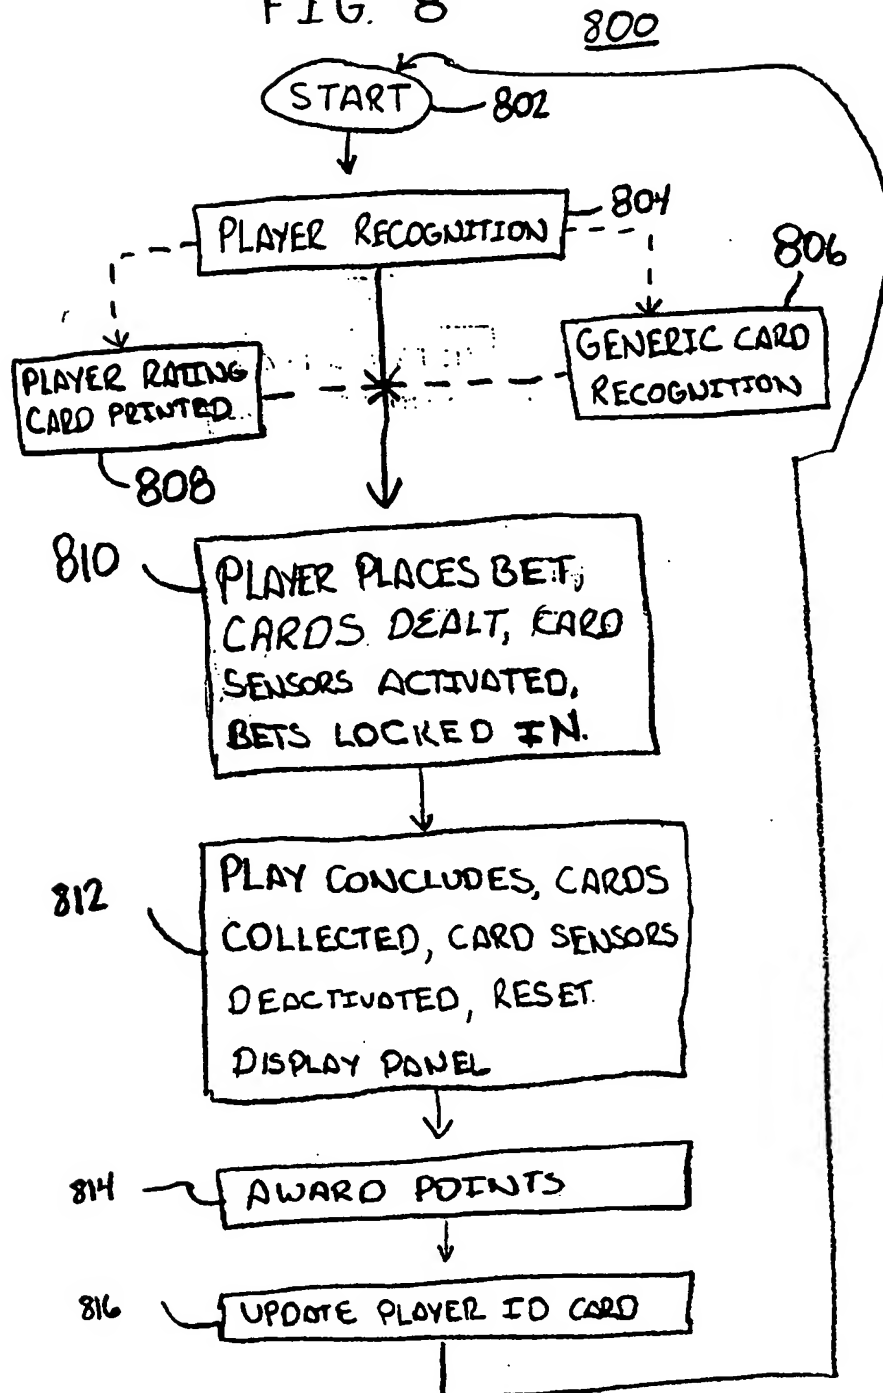 FIG. 8
800
START
802
PLAYER RECOGNITION
804
806
GENERIC CARD
RECOGNITION
PLAYER RATING
CARD PRINTED
808
810
PLAYER PLACES BET,
CARDS DEALT, CARD
SENSORS ACTIVATED,
BETS LOCKED IN.
812
PLAY CONCLUDES, CARDS
COLLECTED, CARD SENSORS
DEACTIVATED, RESET
DISPLAY PANEL
814
AWARD POINTS
816
UPDATE PLAYER ID CARD